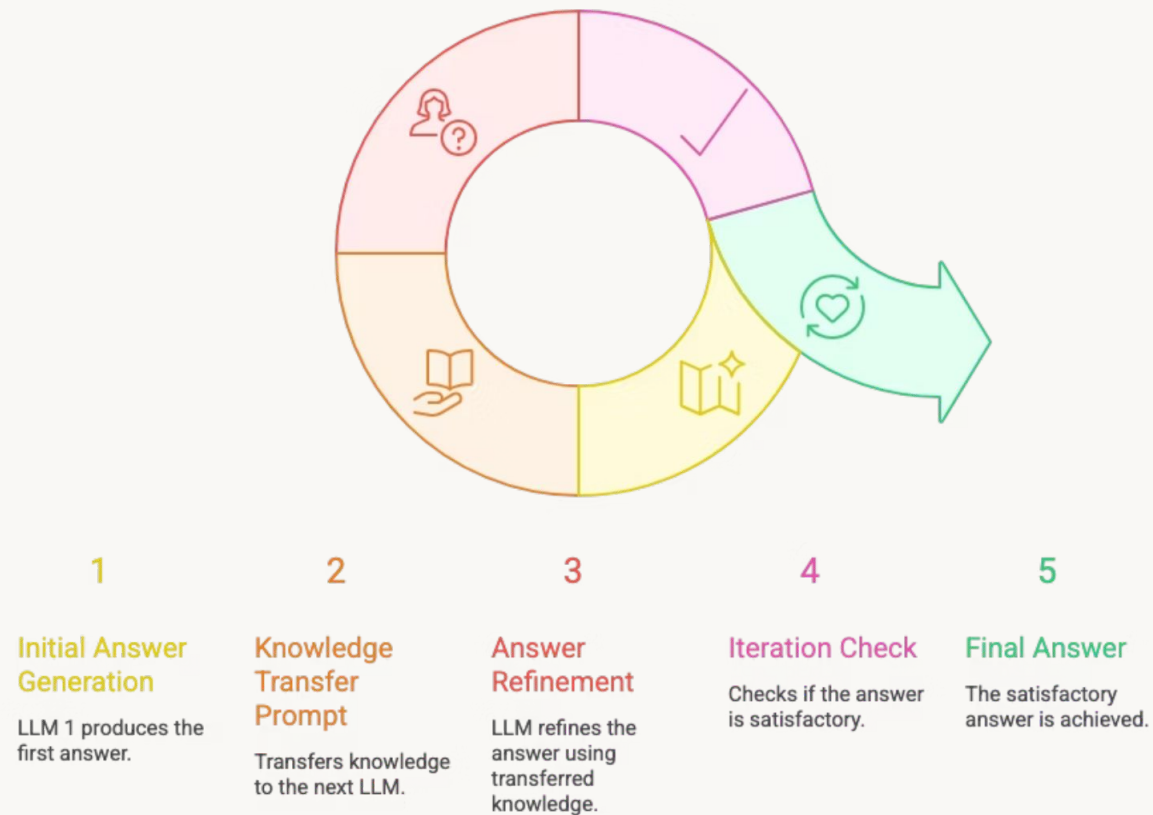 ?
1
2
3
4
5
Initial Answer
Generation
LLM 1 produces the
first answer.
Knowledge
Transfer
Prompt
Transfers knowledge
to the next LLM.
Answer
Refinement
LLM refines the
answer using
transferred
knowledge.
Iteration Check
Checks if the answer
is satisfactory.
Final Answer
The satisfactory
answer is achieved.